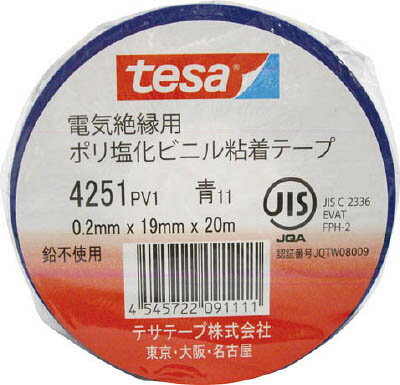 tesa
電気絶縁用
ポリ塩化ビニル粘着テープ
4251 PV1 青11
0.2mm x 19mm x 20m
JIS
JQA
JIS C 2336
EVAT
FPH-2
認証番号JQTW08009
鉛不使用
4 545722 091111
テサテープ株式会社
東京・大阪・名古屋